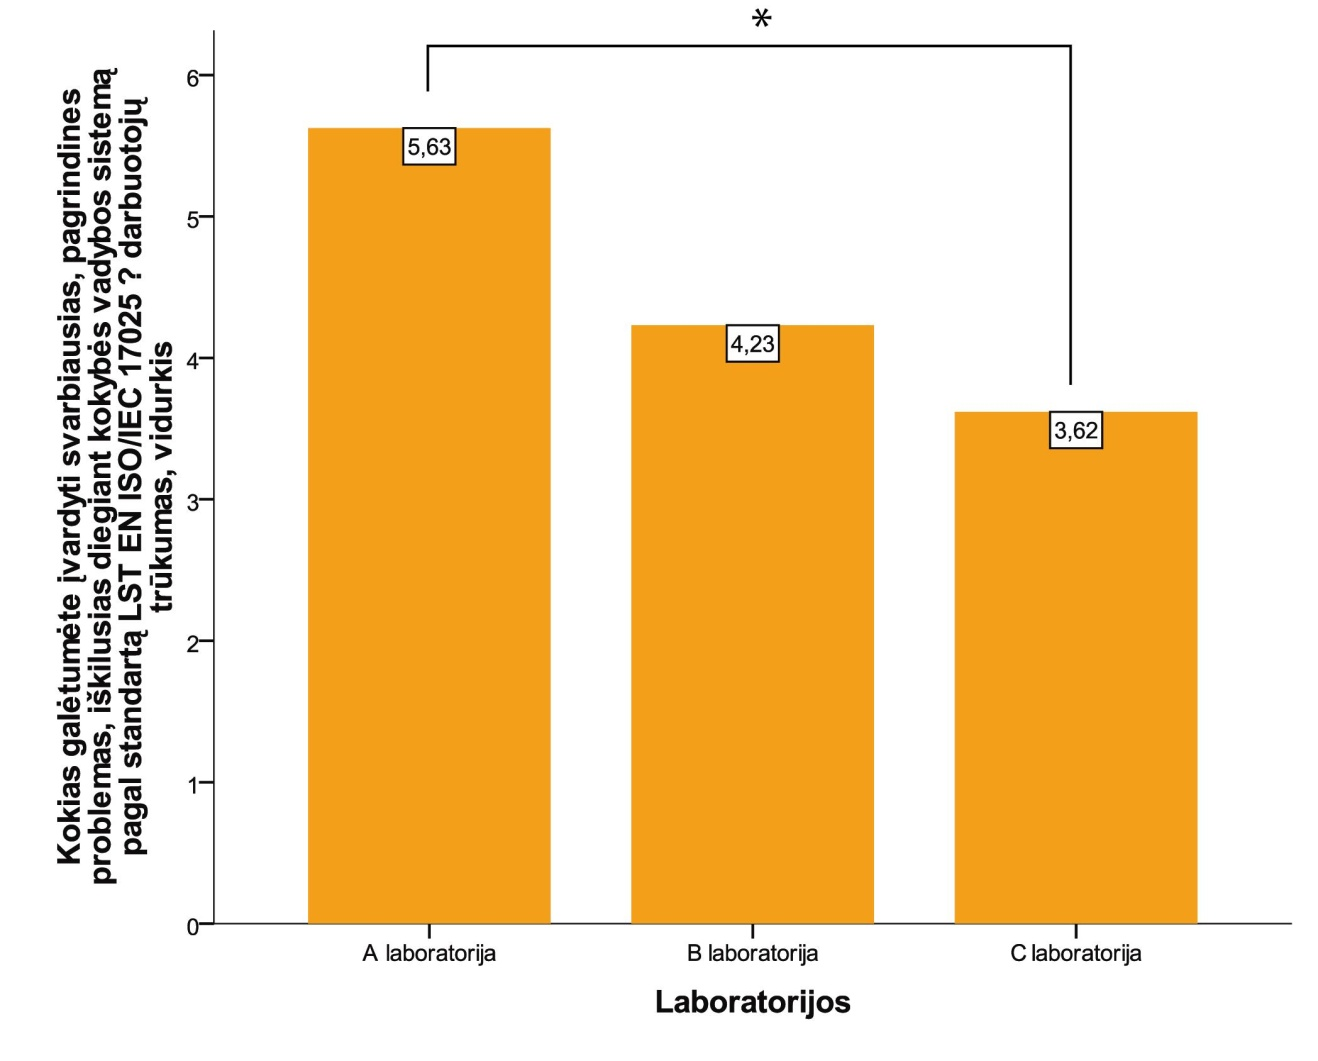 *
Kokias galėtumėte įvardyti svarbiausias, pagrindines
problemas, iškilusias diegiant kokybės vadybos sistemą
pagal standartą LST EN ISO/IEC 17025 ? darbuotojų
trūkumas, vidurkis
6
5
4
3
2
1
0
5,63
4,23
3,62
A laboratorija
B laboratorija
C laboratorija
Laboratorijos